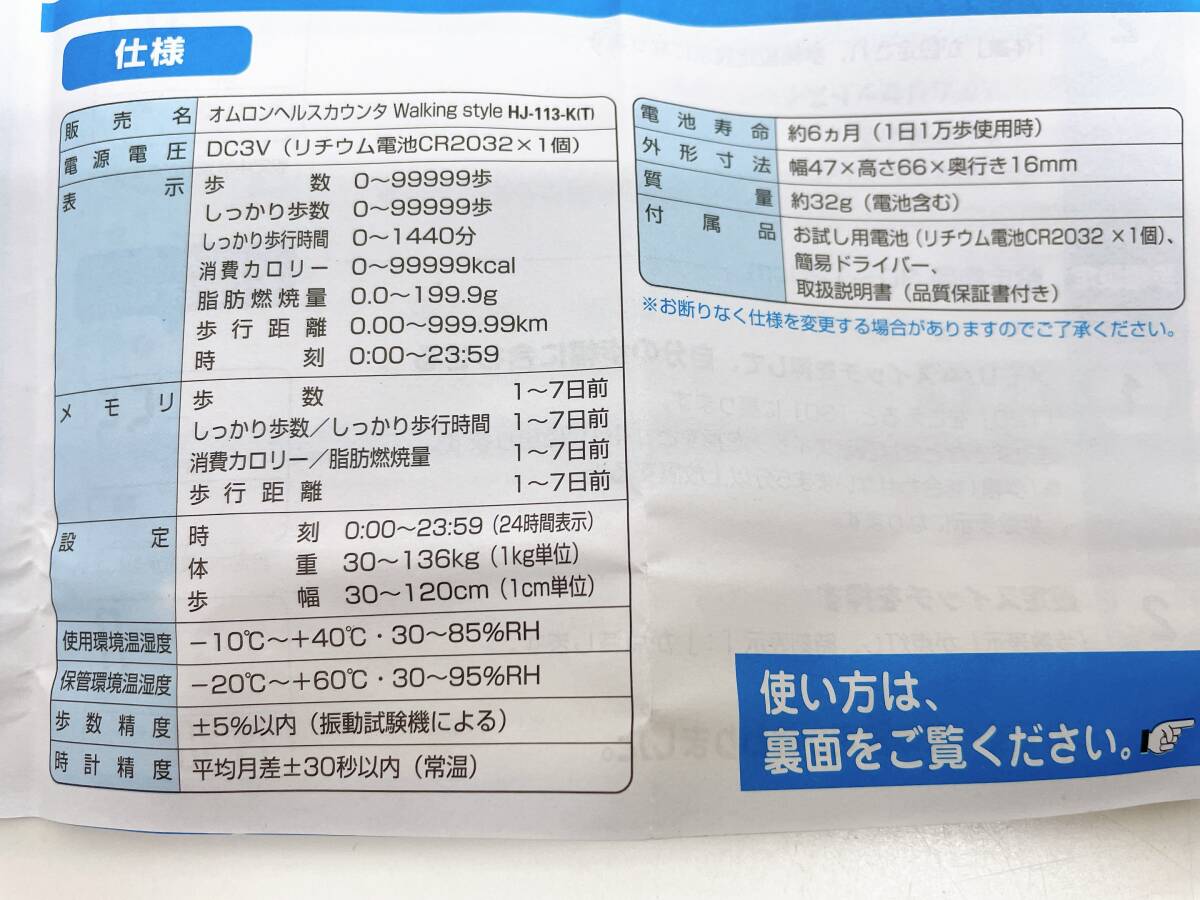 仕様
販売名 オムロンヘルスカウンタ Walking style HJ-113-K(T)
電源電圧 DC3V（リチウム電池CR2032×1個）
表示 歩数 0〜99999歩
しっかり歩数 0〜99999歩
しっかり歩行時間 0〜1440分
消費カロリー 0〜99999kcal
脂肪燃焼量 0.0〜199.9g
歩行距離 0.00〜999.99km
時刻 0:00〜23:59
メモリ 歩数 1〜7日前
しっかり歩数／しっかり歩行時間 1〜7日前
消費カロリー／脂肪燃焼量 1〜7日前
歩行距離 1〜7日前
設定 時刻 0:00〜23:59（24時間表示）
体重 30〜136kg（1kg単位）
歩幅 30〜120cm（1cm単位）
使用環境温湿度 −10℃〜+40℃・30〜85%RH
保管環境温湿度 −20℃〜+60℃・30〜95%RH
歩数精度 ±5%以内（振動試験機による）
時計精度 平均月差±30秒以内（常温）
電池寿命 約6ヵ月（1日1万歩使用時）
外形寸法 幅47×高さ66×奥行き16mm
質量 約32g（電池含む）
付属品 お試し用電池（リチウム電池CR2032 ×1個）、
簡易ドライバー、
取扱説明書（品質保証書付き）
※お断りなく仕様を変更する場合がありますのでご了承ください。
使い方は、
裏面をご覧ください。